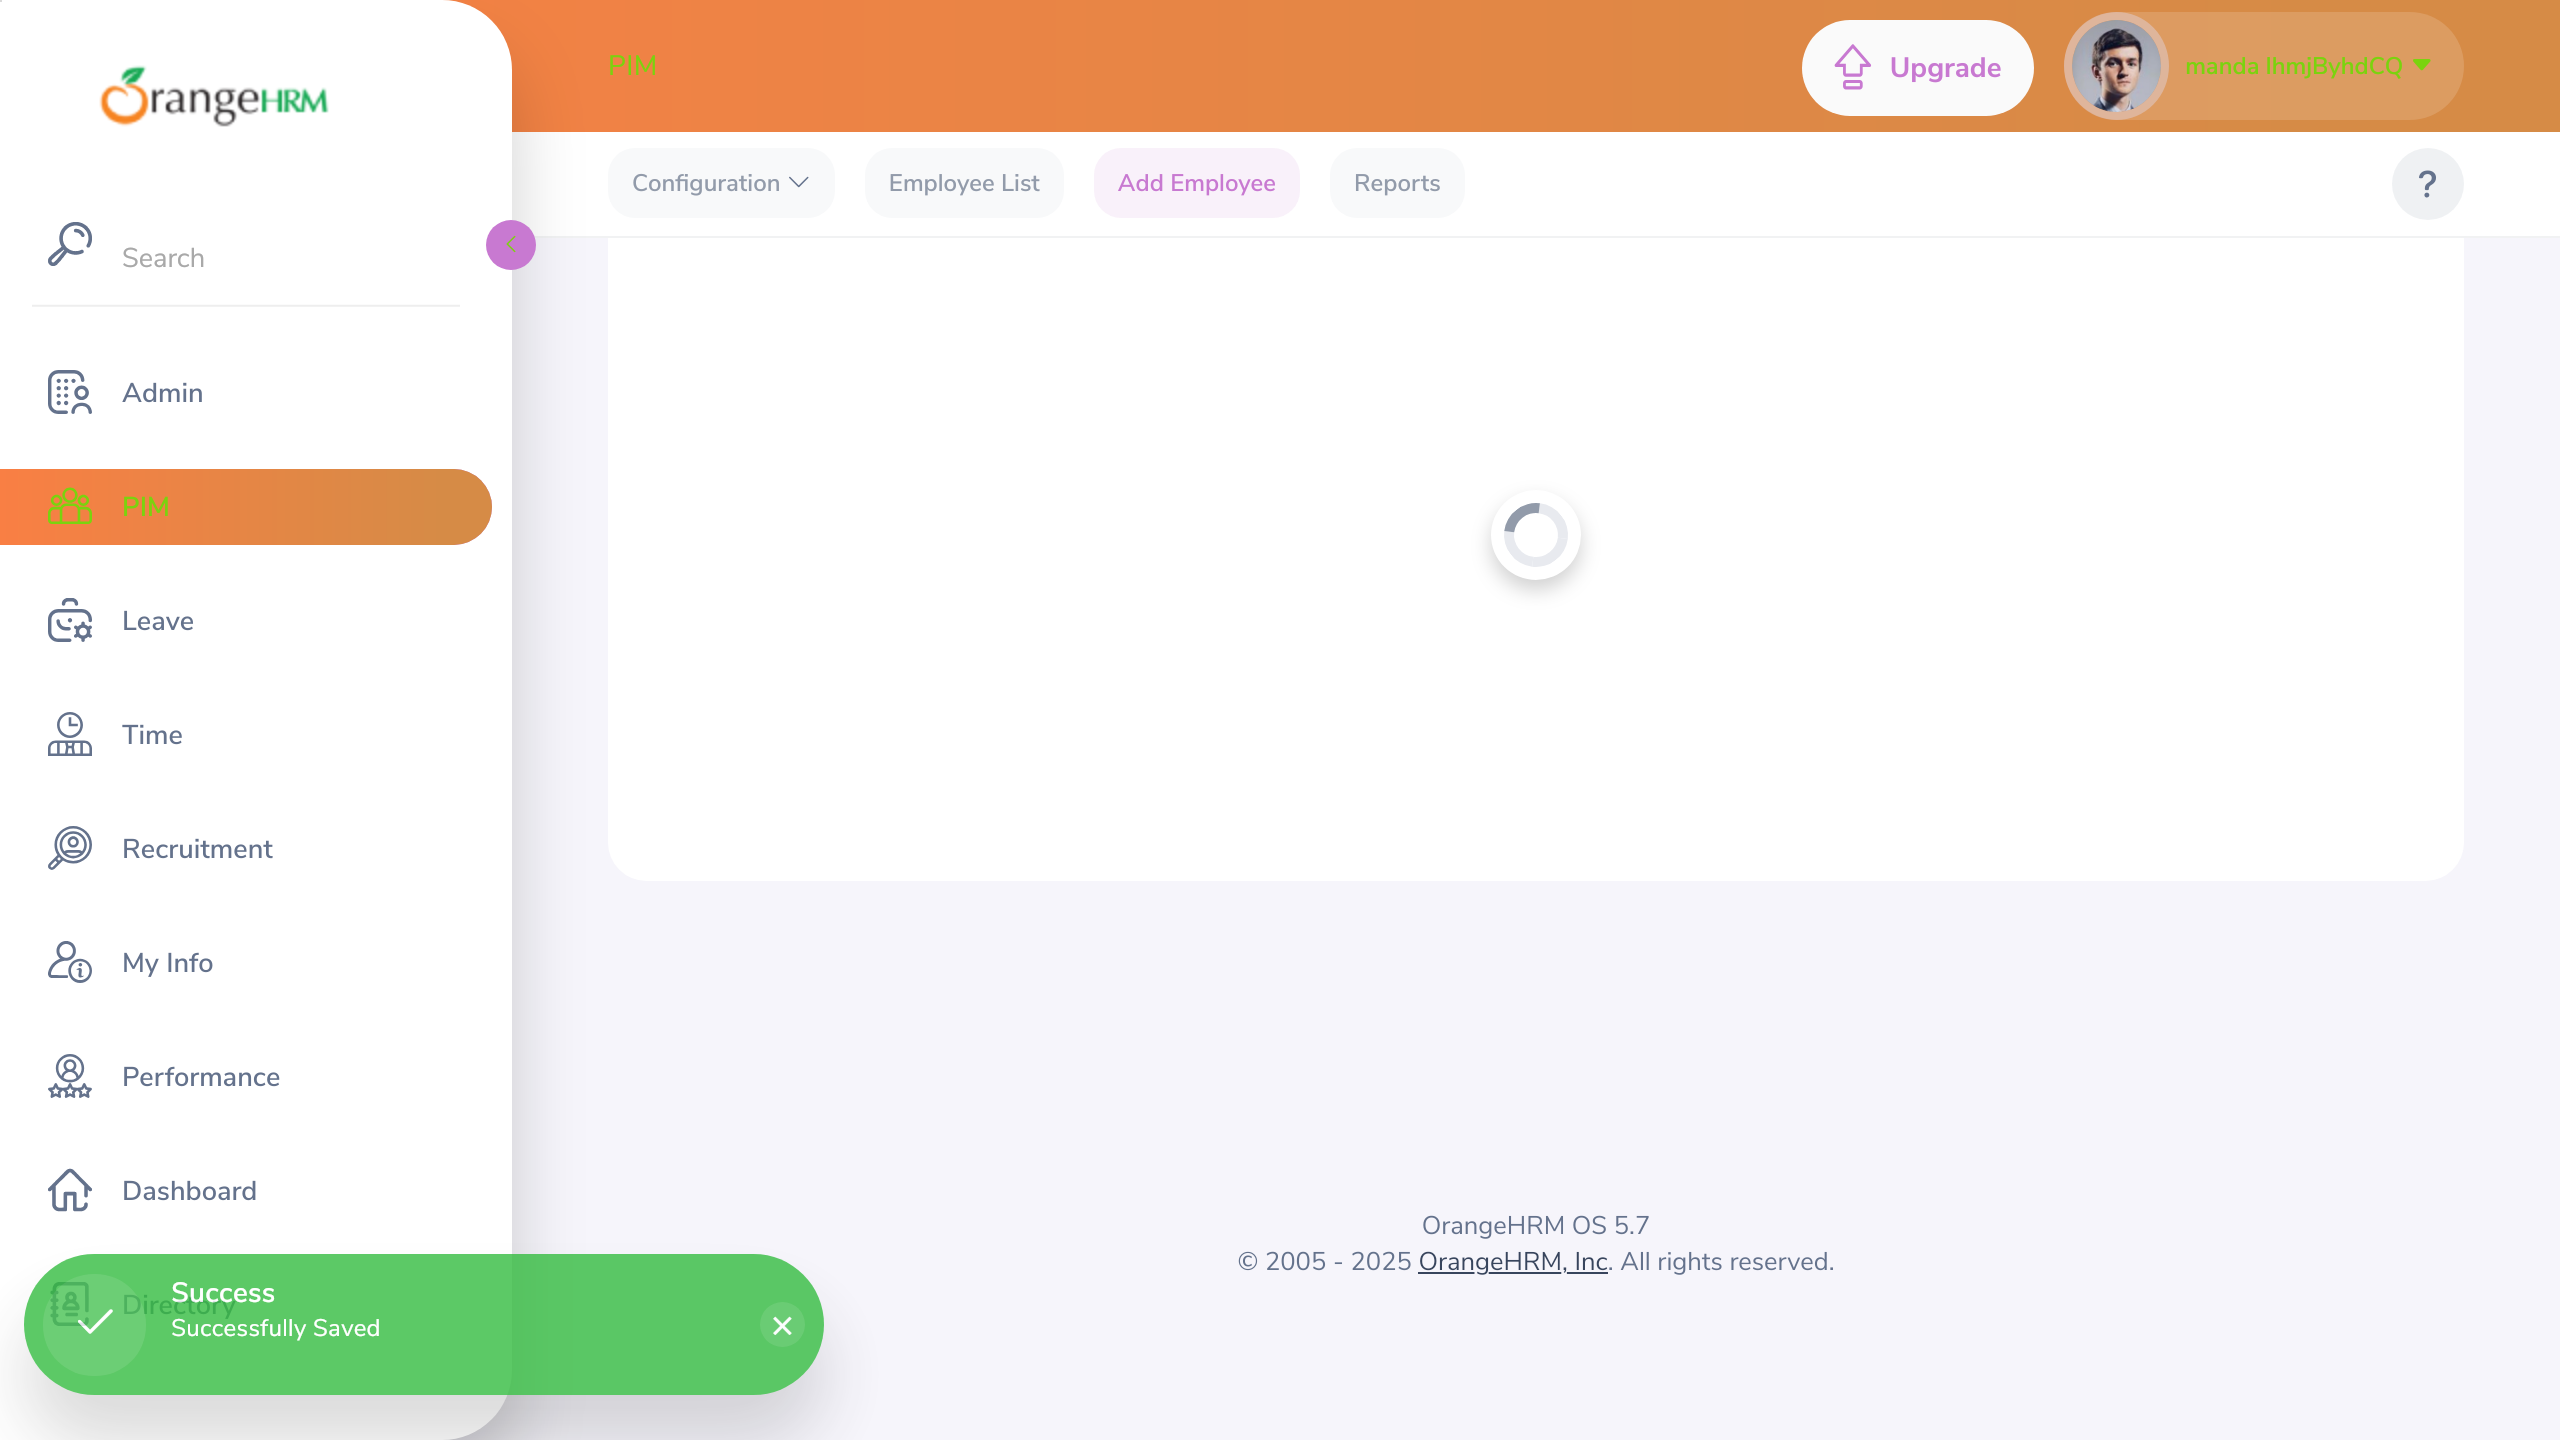 OrangeHRM
PIM
Upgrade
manda lhmjByhdCQ
Configuration
Employee List
Add Employee
Reports
?
Search
Admin
PIM
Leave
Time
Recruitment
My Info
Performance
Dashboard
Directory
Success
Successfully Saved
OrangeHRM OS 5.7
© 2005 - 2025 OrangeHRM, Inc. All rights reserved.